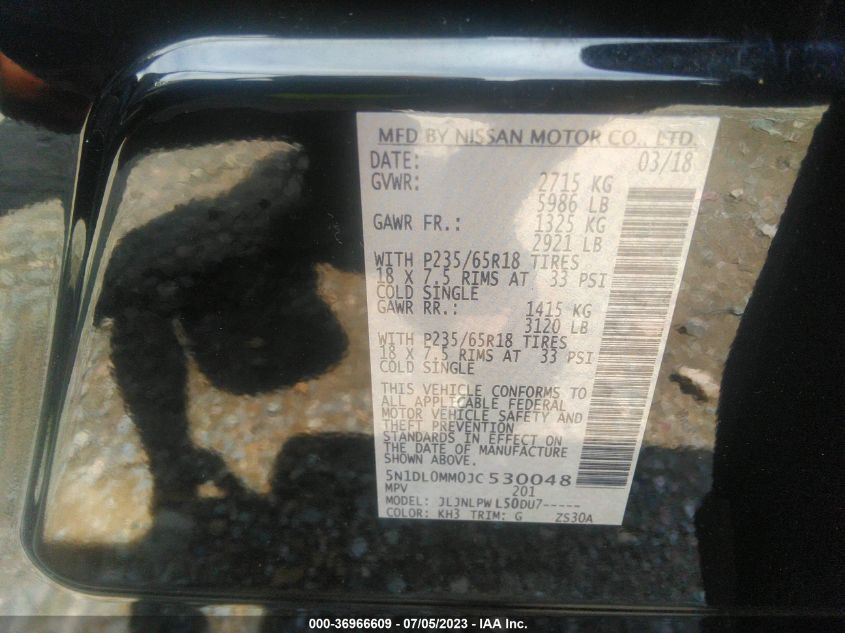 MFD BY NISSAN MOTOR CO., LTD.
DATE: 03/18
GVWR: 2715 KG
5986 LB
GAWR FR.: 1325 KG
2921 LB
WITH P235/65R18 TIRES
18 X 7.5 RIMS AT 33 PSI
COLD SINGLE
GAWR RR.: 1415 KG
3120 LB
WITH P235/65R18 TIRES
18 X 7.5 RIMS AT 33 PSI
COLD SINGLE
THIS VEHICLE CONFORMS TO
ALL APPLICABLE FEDERAL
MOTOR VEHICLE SAFETY AND
THEFT PREVENTION
STANDARDS IN EFFECT ON
THE DATE OF MANUFACTURE
SHOWN ABOVE.
5N1DL0MM0JC530048
MPV 201
MODEL: JLJNLPW L50DU7-----
COLOR: KH3 TRIM: G ZS30A
000-36966609 - 07/05/2023 - IAA Inc.